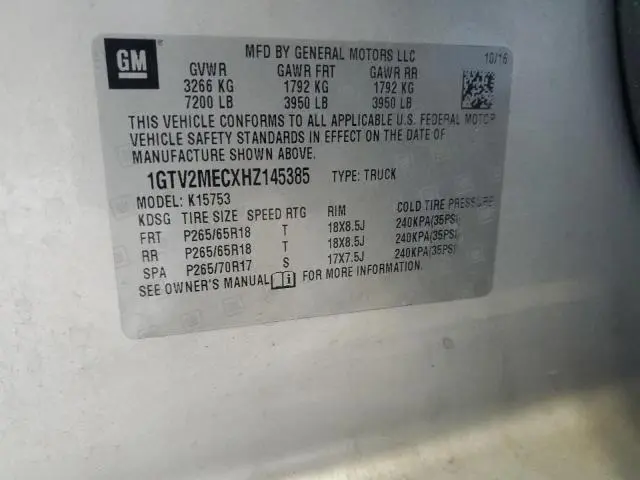 GM
MFD BY GENERAL MOTORS LLC 10/16
GVWR GAWR FRT GAWR RR
3266 KG 1792 KG 1792 KG
7200 LB 3950 LB 3950 LB
THIS VEHICLE CONFORMS TO ALL APPLICABLE U.S. FEDERAL MOTOR
VEHICLE SAFETY STANDARDS IN EFFECT ON THE DATE OF
MANUFACTURE SHOWN ABOVE.
1GTV2MECXHZ145385 TYPE: TRUCK
MODEL: K15753
KDSG TIRE SIZE SPEED RTG RIM COLD TIRE PRESSURE
FRT P265/65R18 T 18X8.5J 240KPA(35PSI)
RR P265/65R18 T 18X8.5J 240KPA(35PSI)
SPA P265/70R17 S 17X7.5J 240KPA(35PSI)
SEE OWNER'S MANUAL FOR MORE INFORMATION.